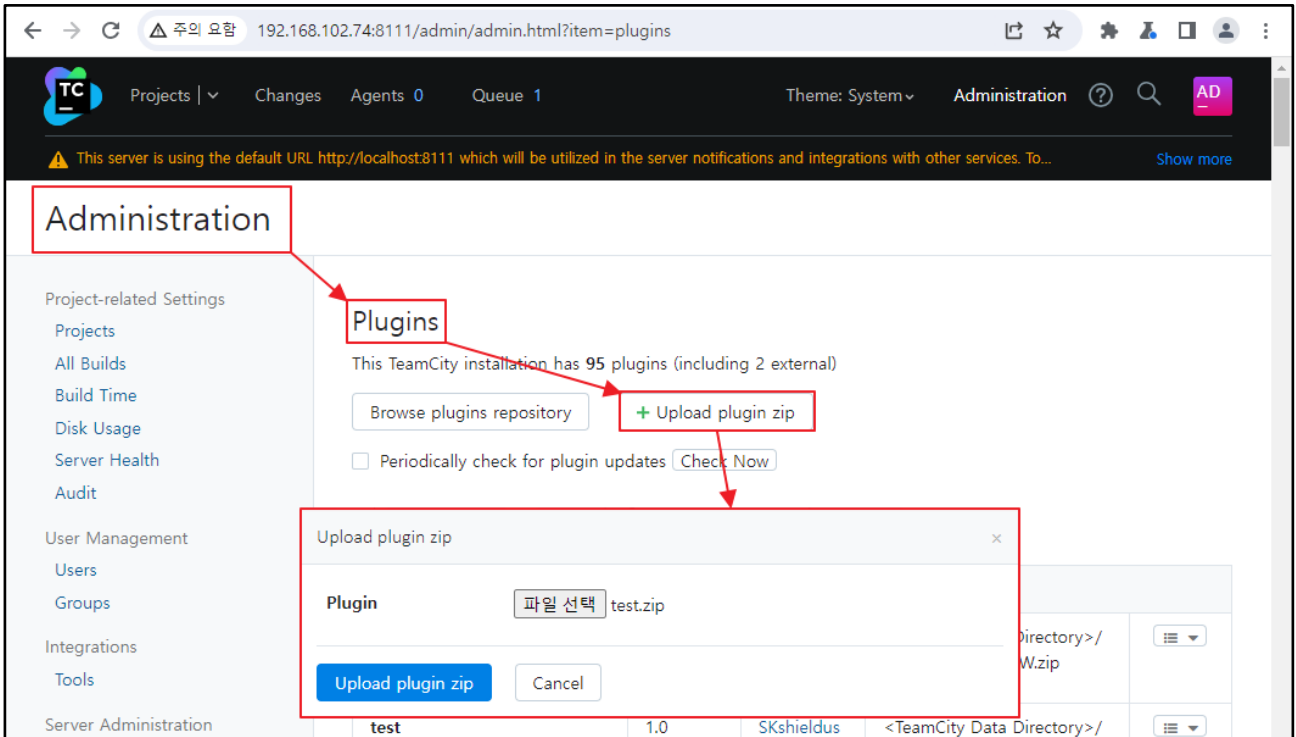 주의 요함 192.168.102.74:8111/admin/admin.html?item=plugins
TC Projects Changes Agents 0 Queue 1 Theme: System Administration ? AD
This server is using the default URL http://localhost:8111 which will be utilized in the server notifications and integrations with other services. To... Show more
Administration
Project-related Settings
Projects
All Builds
Build Time
Disk Usage
Server Health
Audit
User Management
Users
Groups
Integrations
Tools
Server Administration
Plugins
This TeamCity installation has 95 plugins (including 2 external)
Browse plugins repository + Upload plugin zip
Periodically check for plugin updates Check Now
Upload plugin zip ×
Plugin 파일 선택 test.zip
Upload plugin zip Cancel
Directory>/
W.zip
test 1.0 SKshieldus <TeamCity Data Directory>/